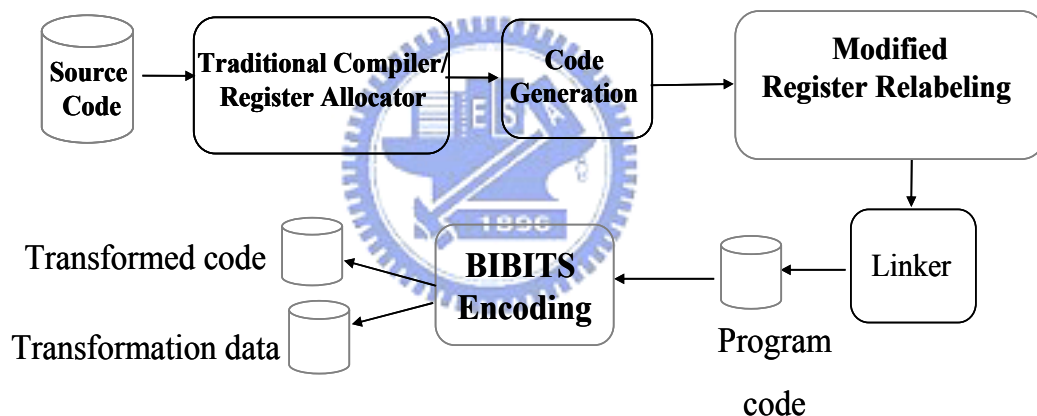 Source
Code
Traditional Compiler/
Register Allocator
Code
Generation
Modified
Register Relabeling
E S A
1896
Linker
Program
code
BIBITS
Encoding
Transformed code
Transformation data